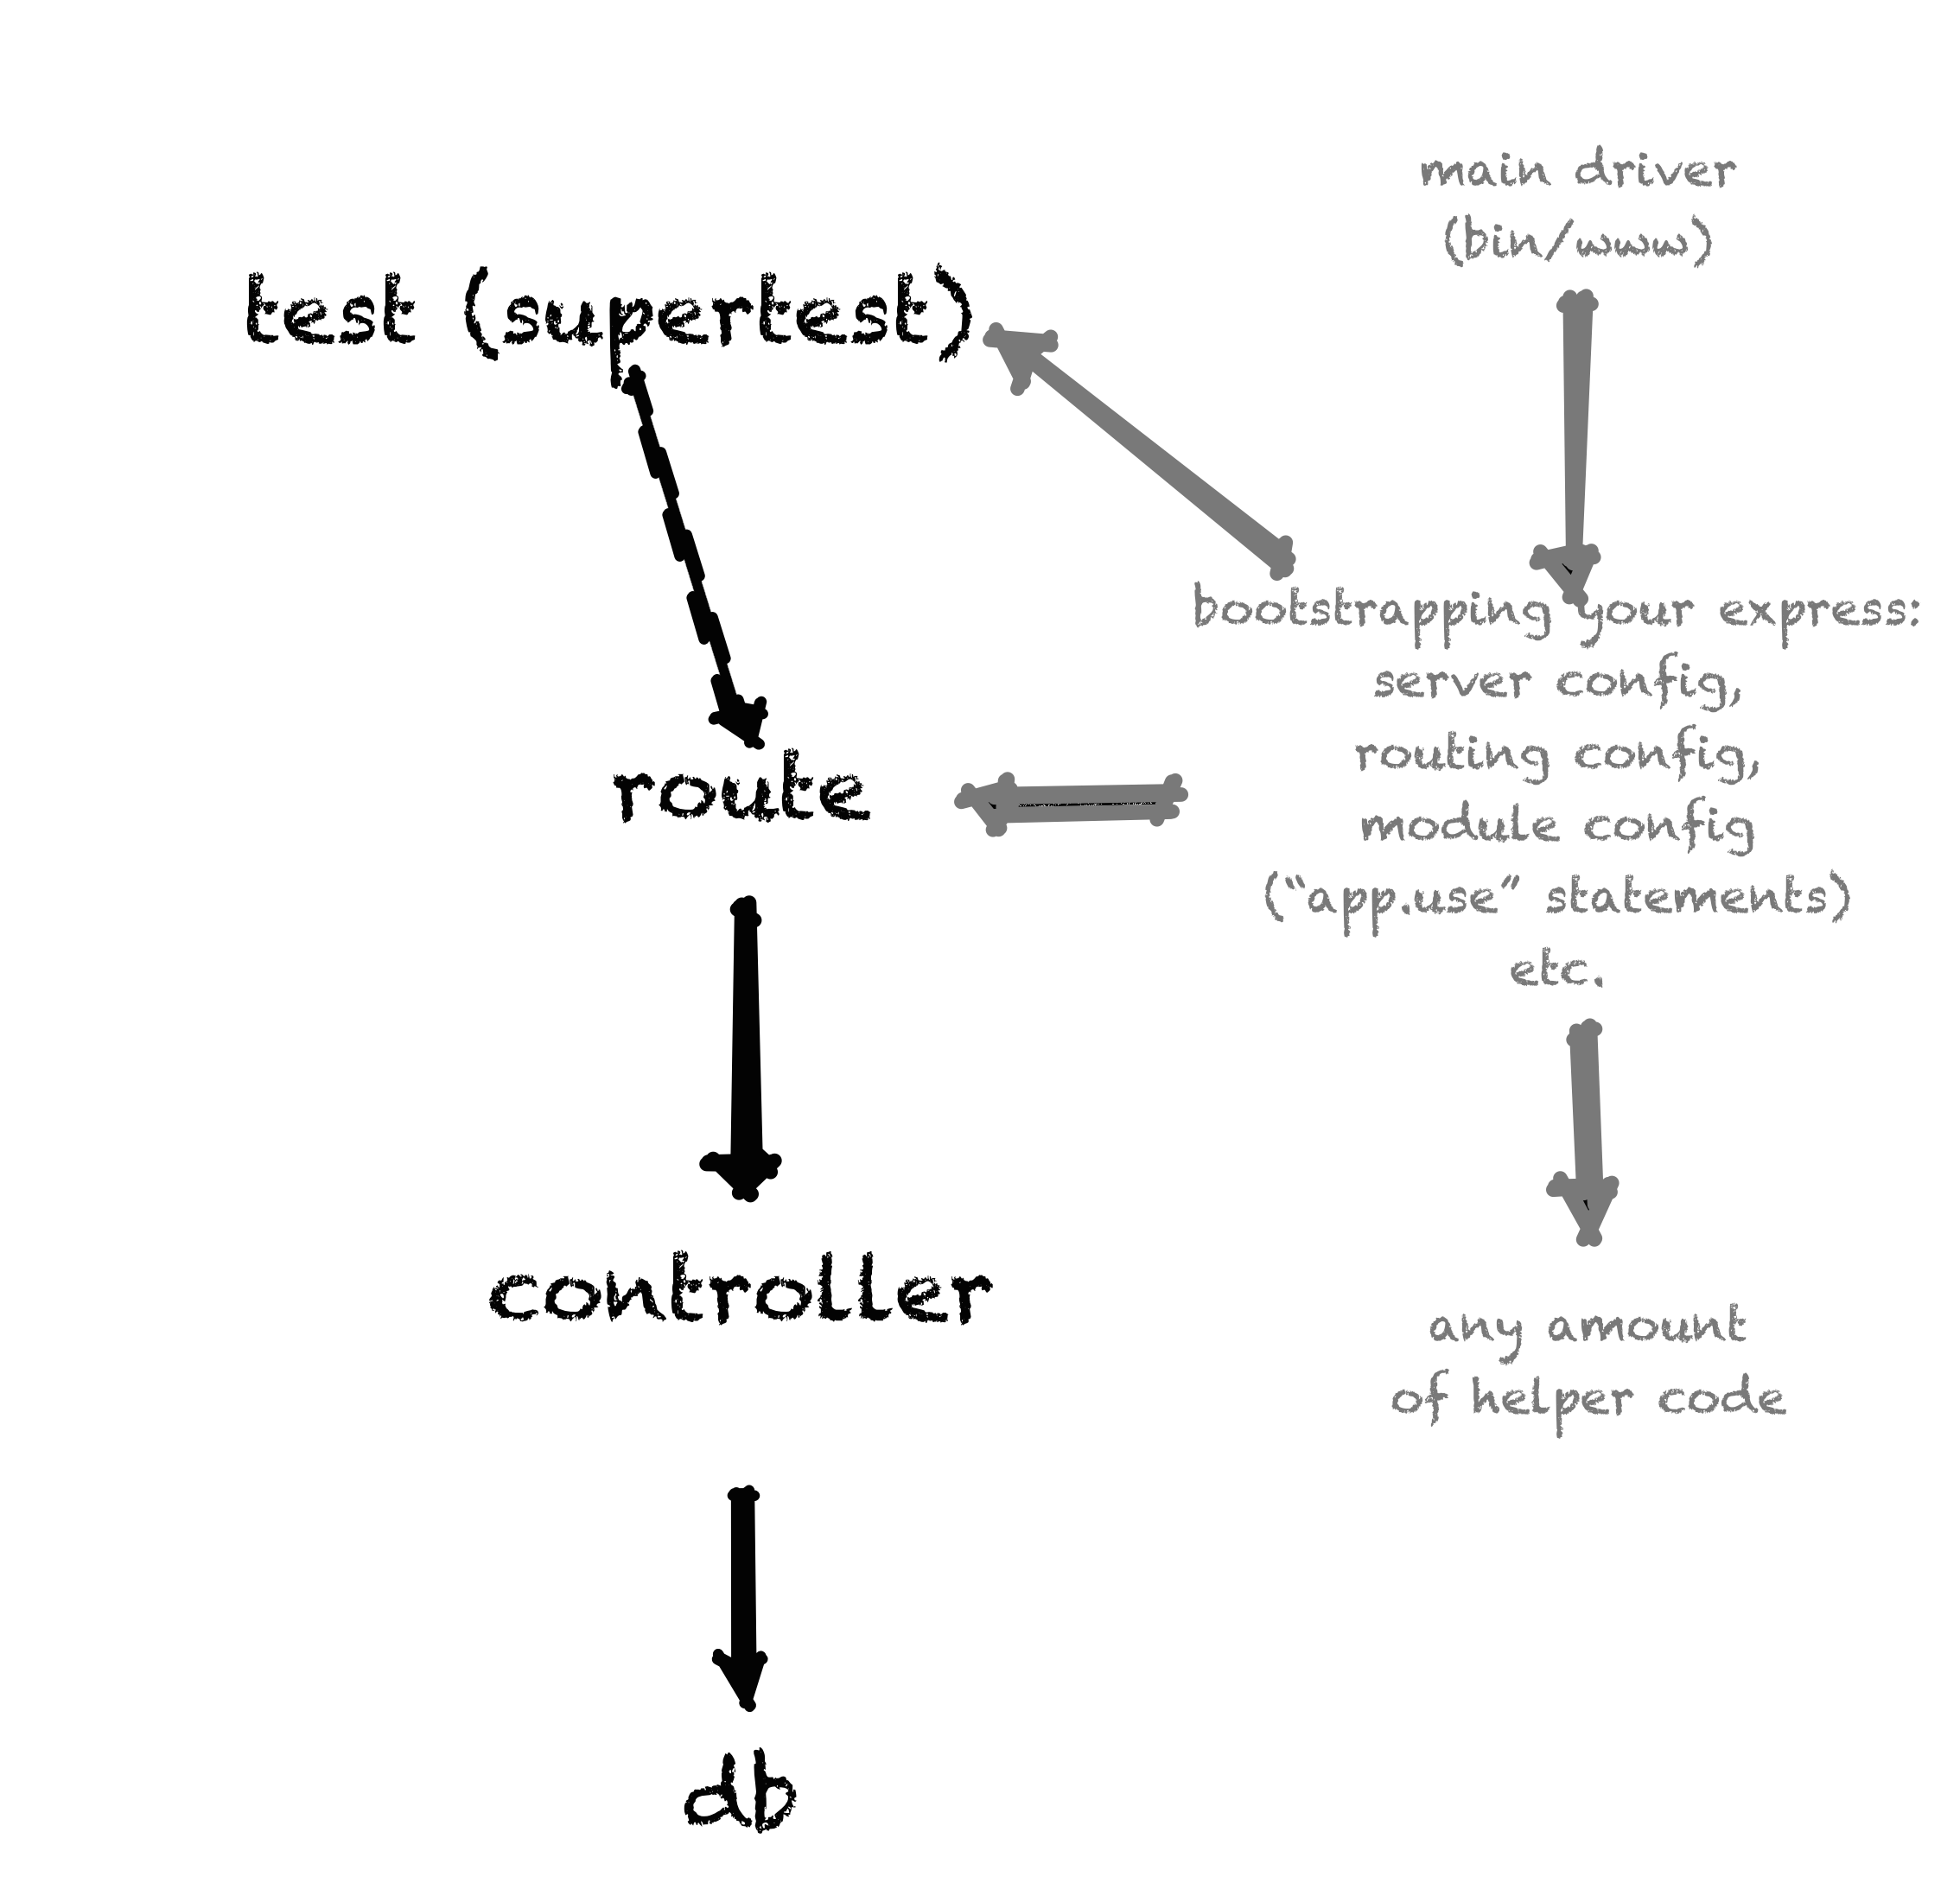 main driver
(bin/www)
test (supertest)
bootstrapping your express:
server config,
routing config,
module config
("app.use" statements)
etc.
route
controller
any amount
of helper code
db